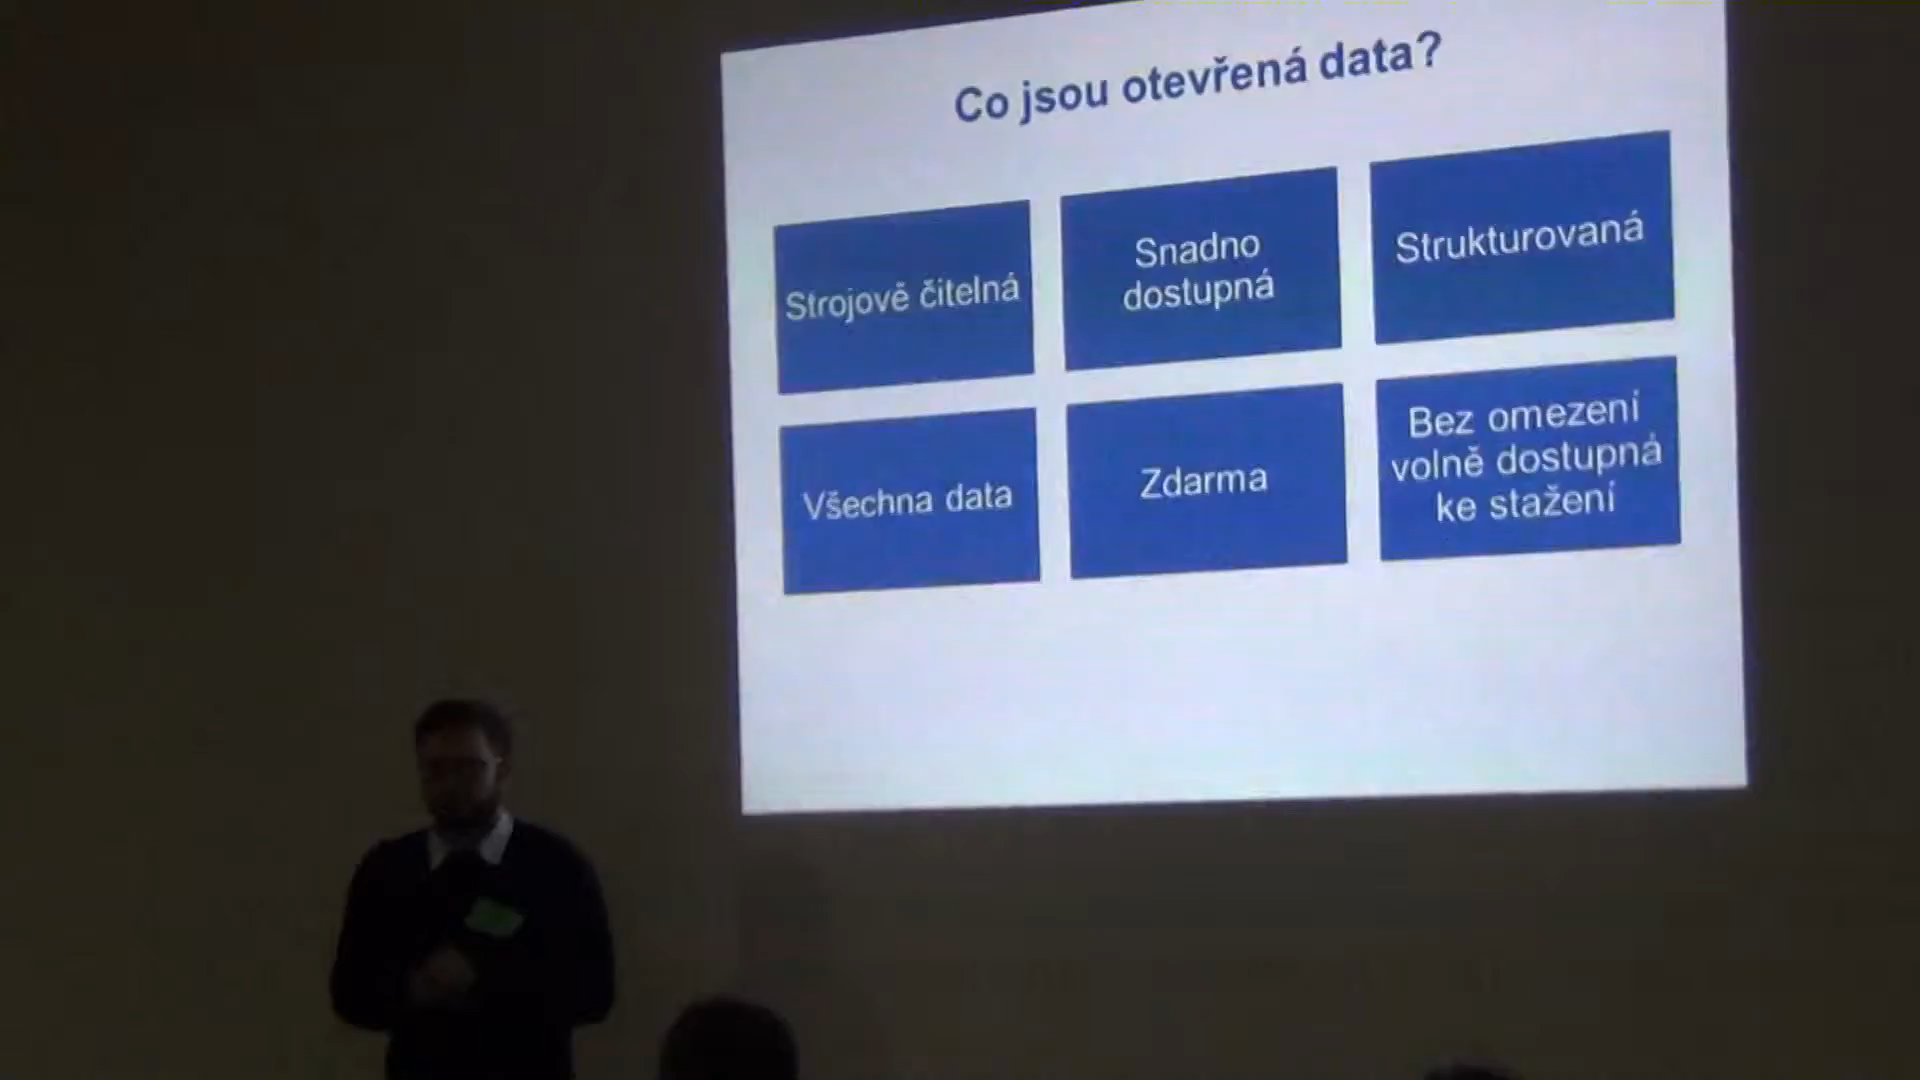 Co jsou otevřená data?
Strojově čitelná
Snadno
dostupná
Strukturovaná
Všechna data
Zdarma
Bez omezení
volně dostupná
ke stažení